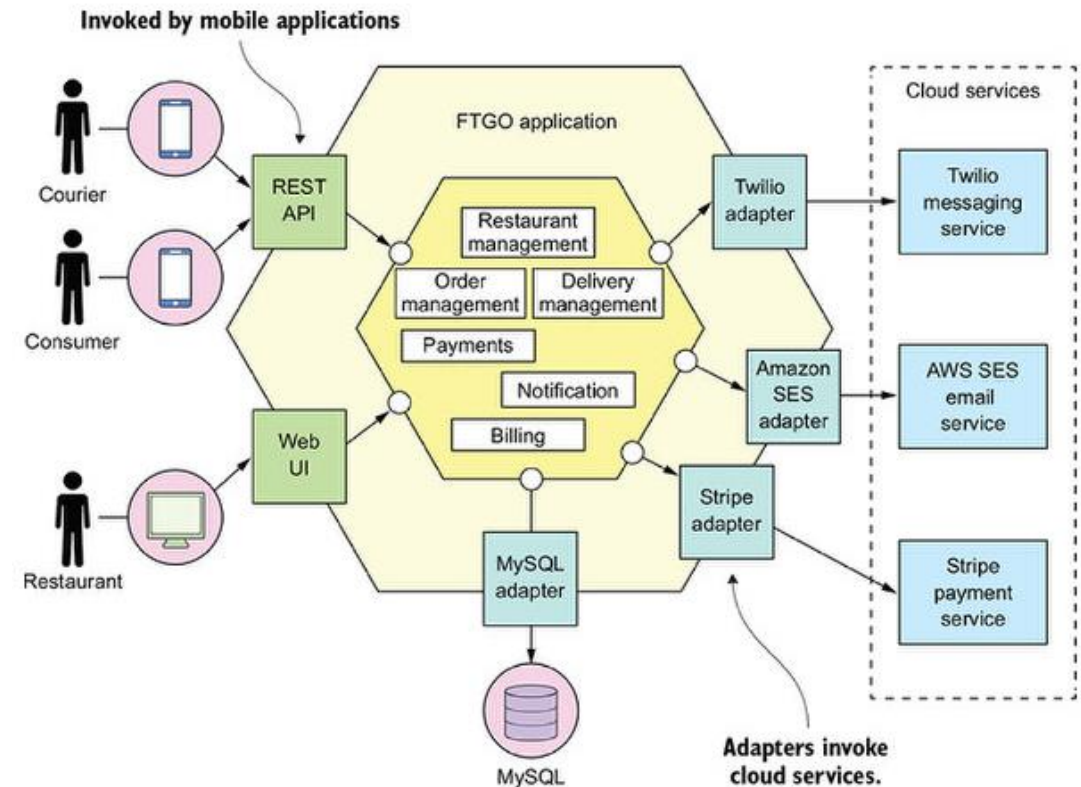 Invoked by mobile applications
Courier
Consumer
Restaurant
REST
API
Web
UI
FTGO application
Restaurant
management
Order
management
Delivery
management
Payments
Notification
Billing
MySQL
adapter
MySQL
Twilio
adapter
Amazon
SES
adapter
Stripe
adapter
Adapters invoke
cloud services.
Cloud services
Twilio
messaging
service
AWS SES
email
service
Stripe
payment
service